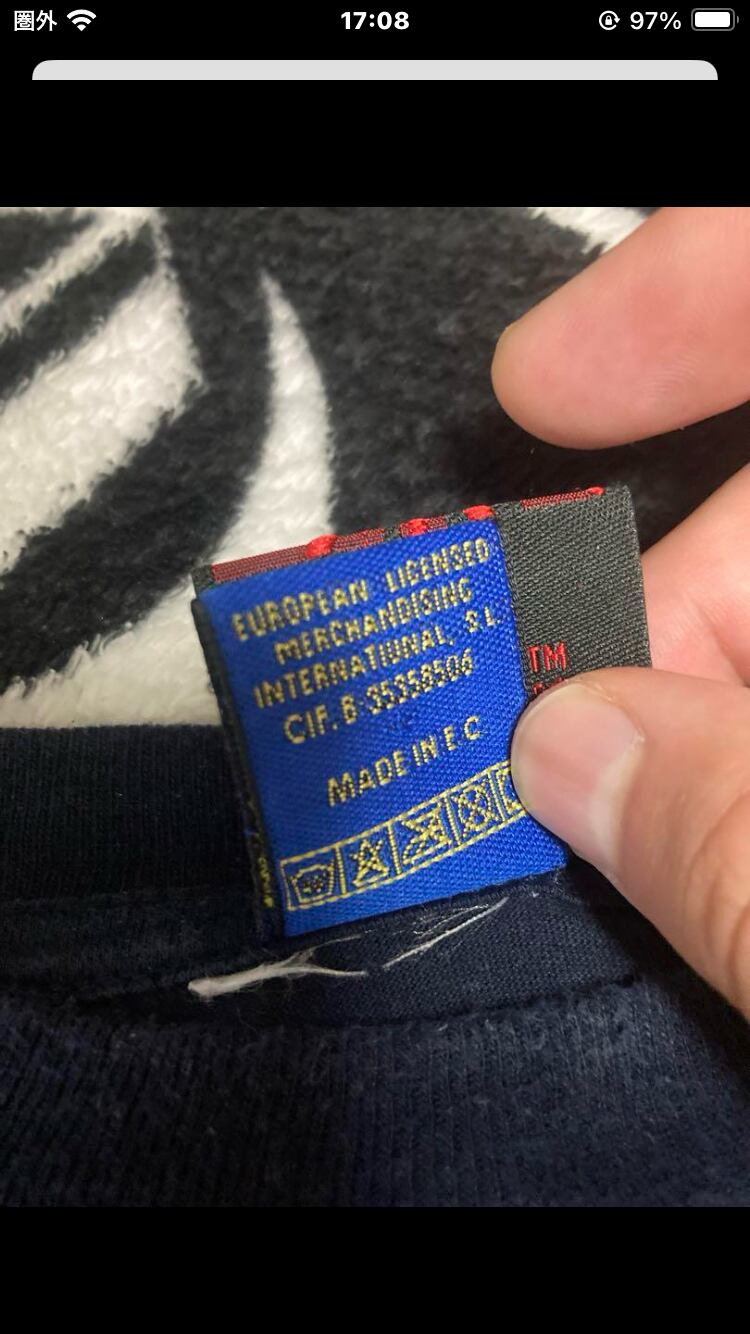 圏外
17:08
97%
EUROPEAN LICENSED
MERCHANDISING
INTERNATIONAL, S.L.
CIF. B-35358506
MADE IN E.C
TM